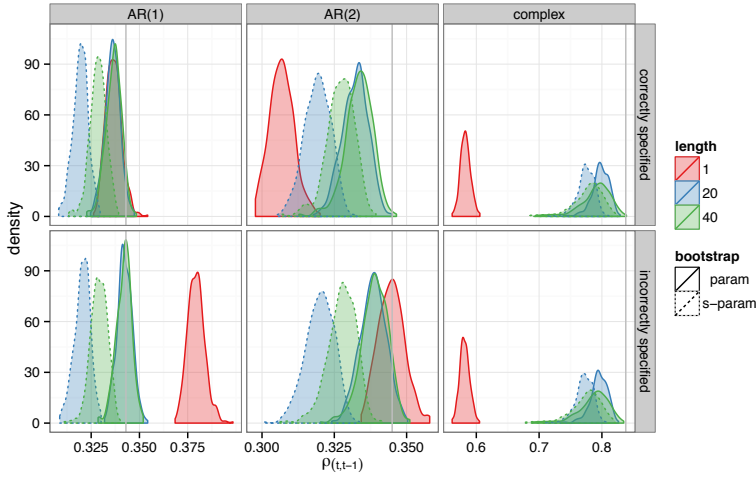 AR(1) AR(2) complex
90
60
30
0
correctly specified
90
60
30
0
incorrectly specified
density
0.325 0.350 0.375 0.300 0.325 0.350 0.6 0.7 0.8
ρ(t,t−1)
length
1
20
40
bootstrap
param
s−param